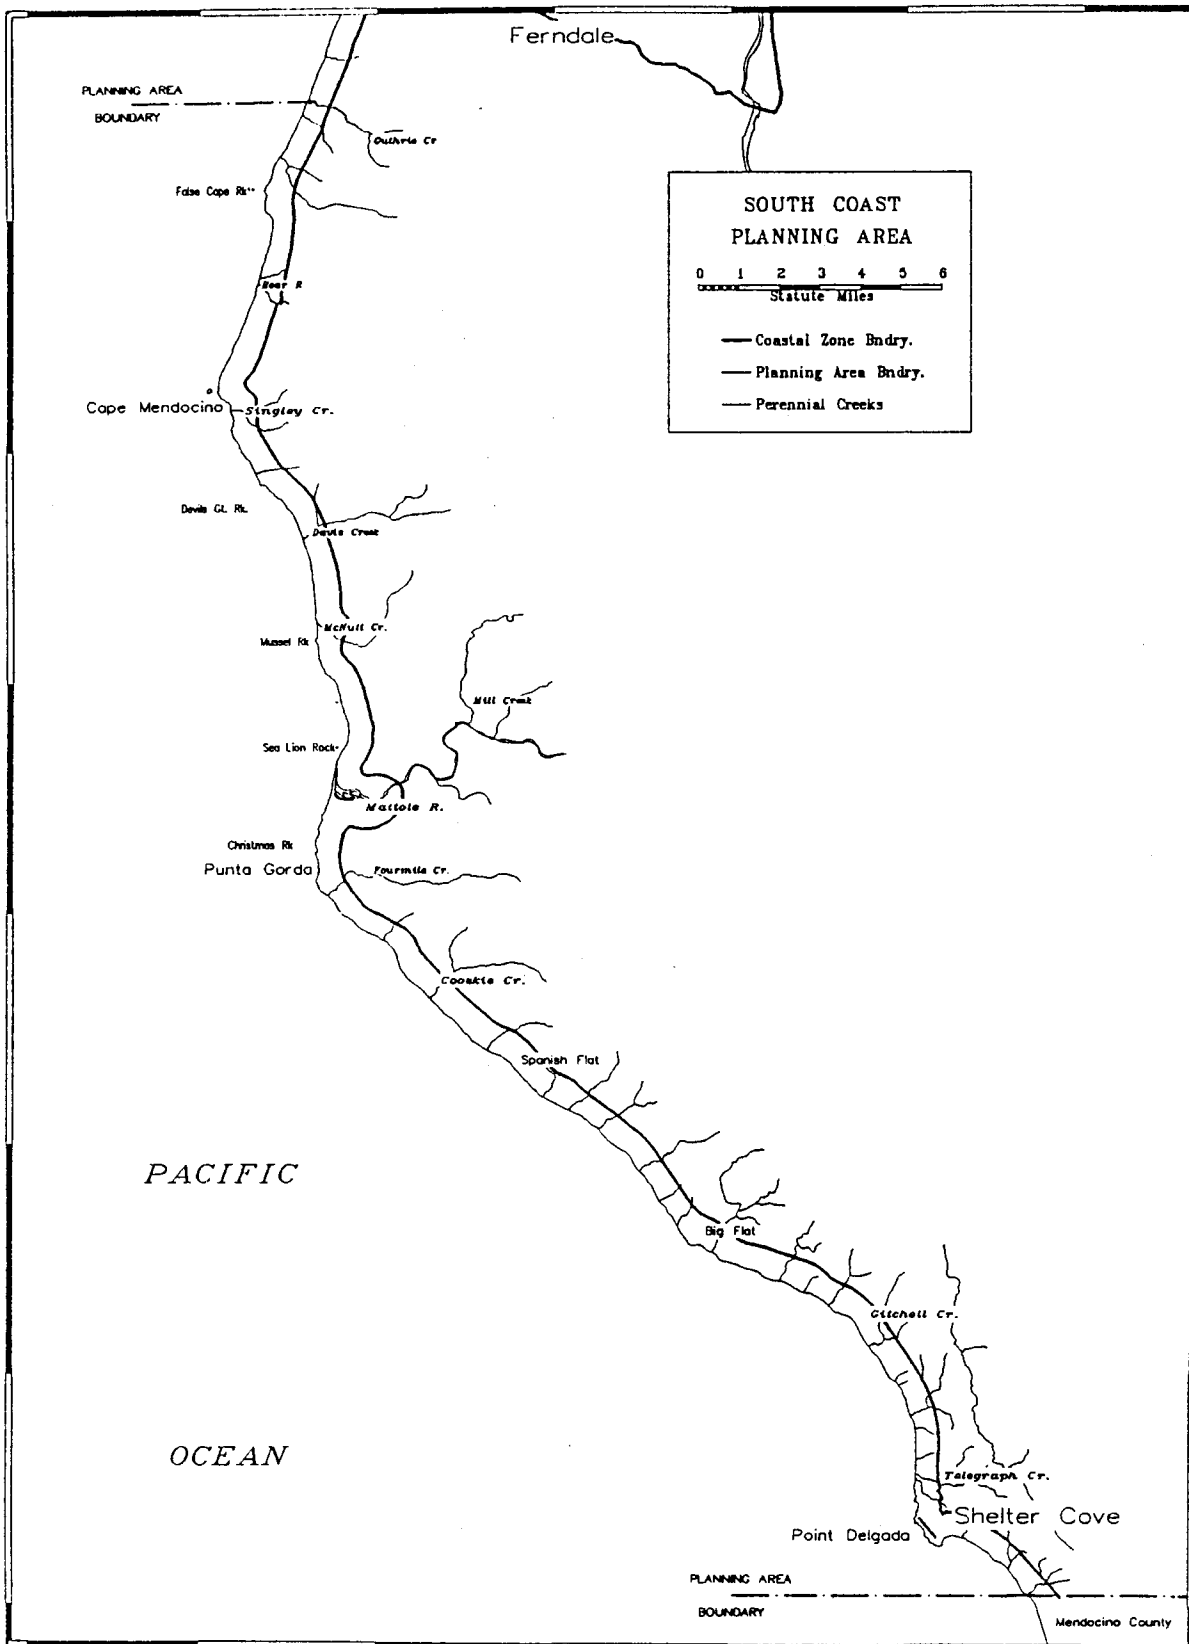 Ferndale
PLANNING AREA
BOUNDARY
Guthrie Cr
False Cape Rk
SOUTH COAST
PLANNING AREA
0 1 2 3 4 5 6
Statute Miles
Coastal Zone Bndry.
Planning Area Bndry.
Perennial Creeks
Bear R
Cape Mendocino
Singley Cr.
Devils Gt. Rk.
Davis Creek
McNutt Cr.
Mussel Rk
Mill Creek
Sea Lion Rock
Mattole R.
Christmas Rk
Punta Gorda
Fourmile Cr.
Cooskie Cr.
Spanish Flat
PACIFIC
Big Flat
Gitchell Cr.
OCEAN
Telegraph Cr.
Shelter Cove
Point Delgada
PLANNING AREA
BOUNDARY
Mendocino County